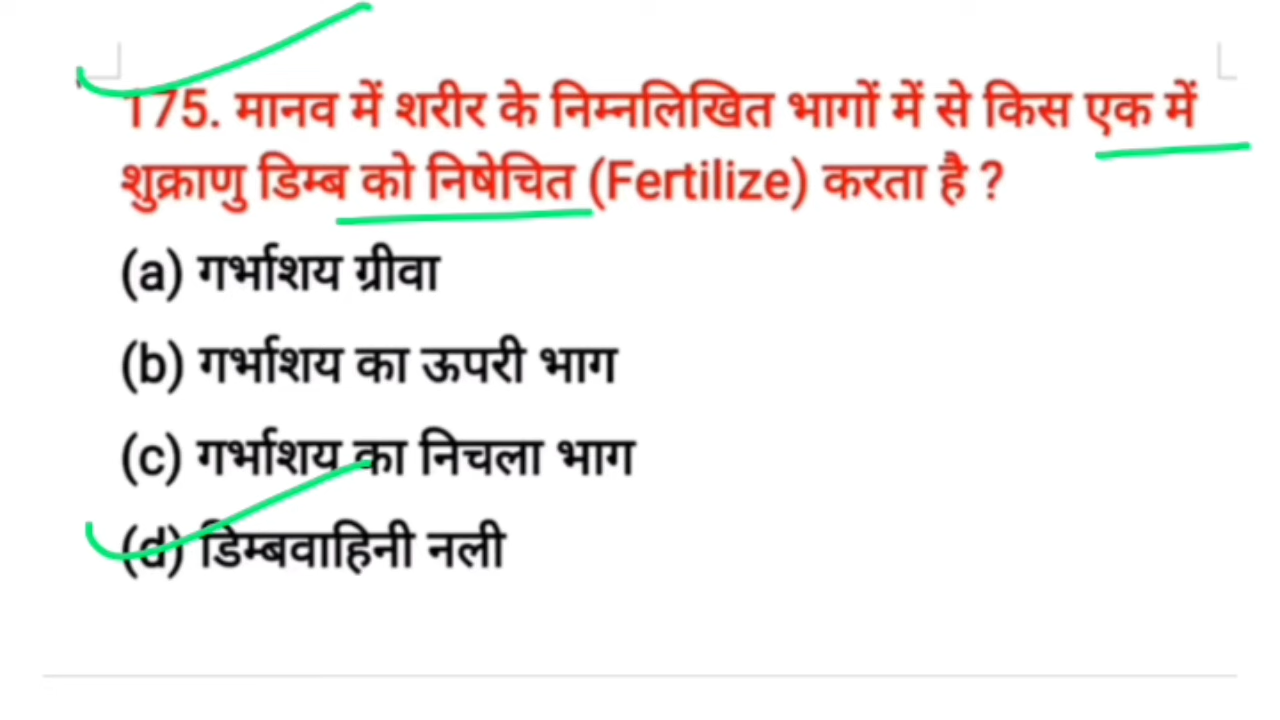 175. मानव में शरीर के निम्नलिखित भागों में से किस एक में
शुक्राणु डिम्ब को निषेचित (Fertilize) करता है ?
(a) गर्भाशय ग्रीवा
(b) गर्भाशय का ऊपरी भाग
(c) गर्भाशय का निचला भाग
(d) डिम्बवाहिनी नली